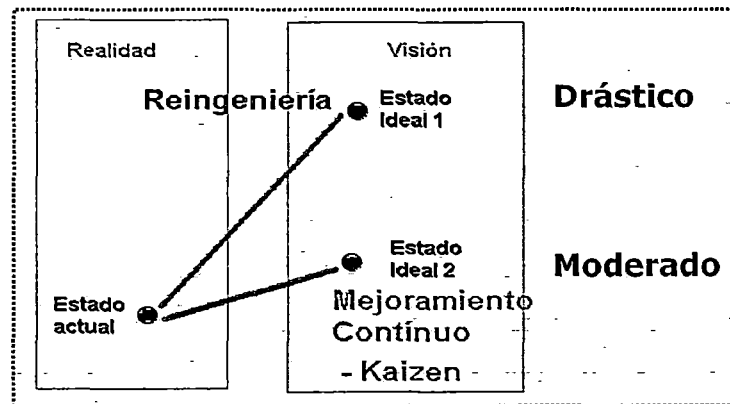 Realidad
Visión
Reingeniería
Estado
Ideal 1
Drástico
Estado
Ideal 2
Moderado
Estado
actual
Mejoramiento
Contínuo
- Kaizen